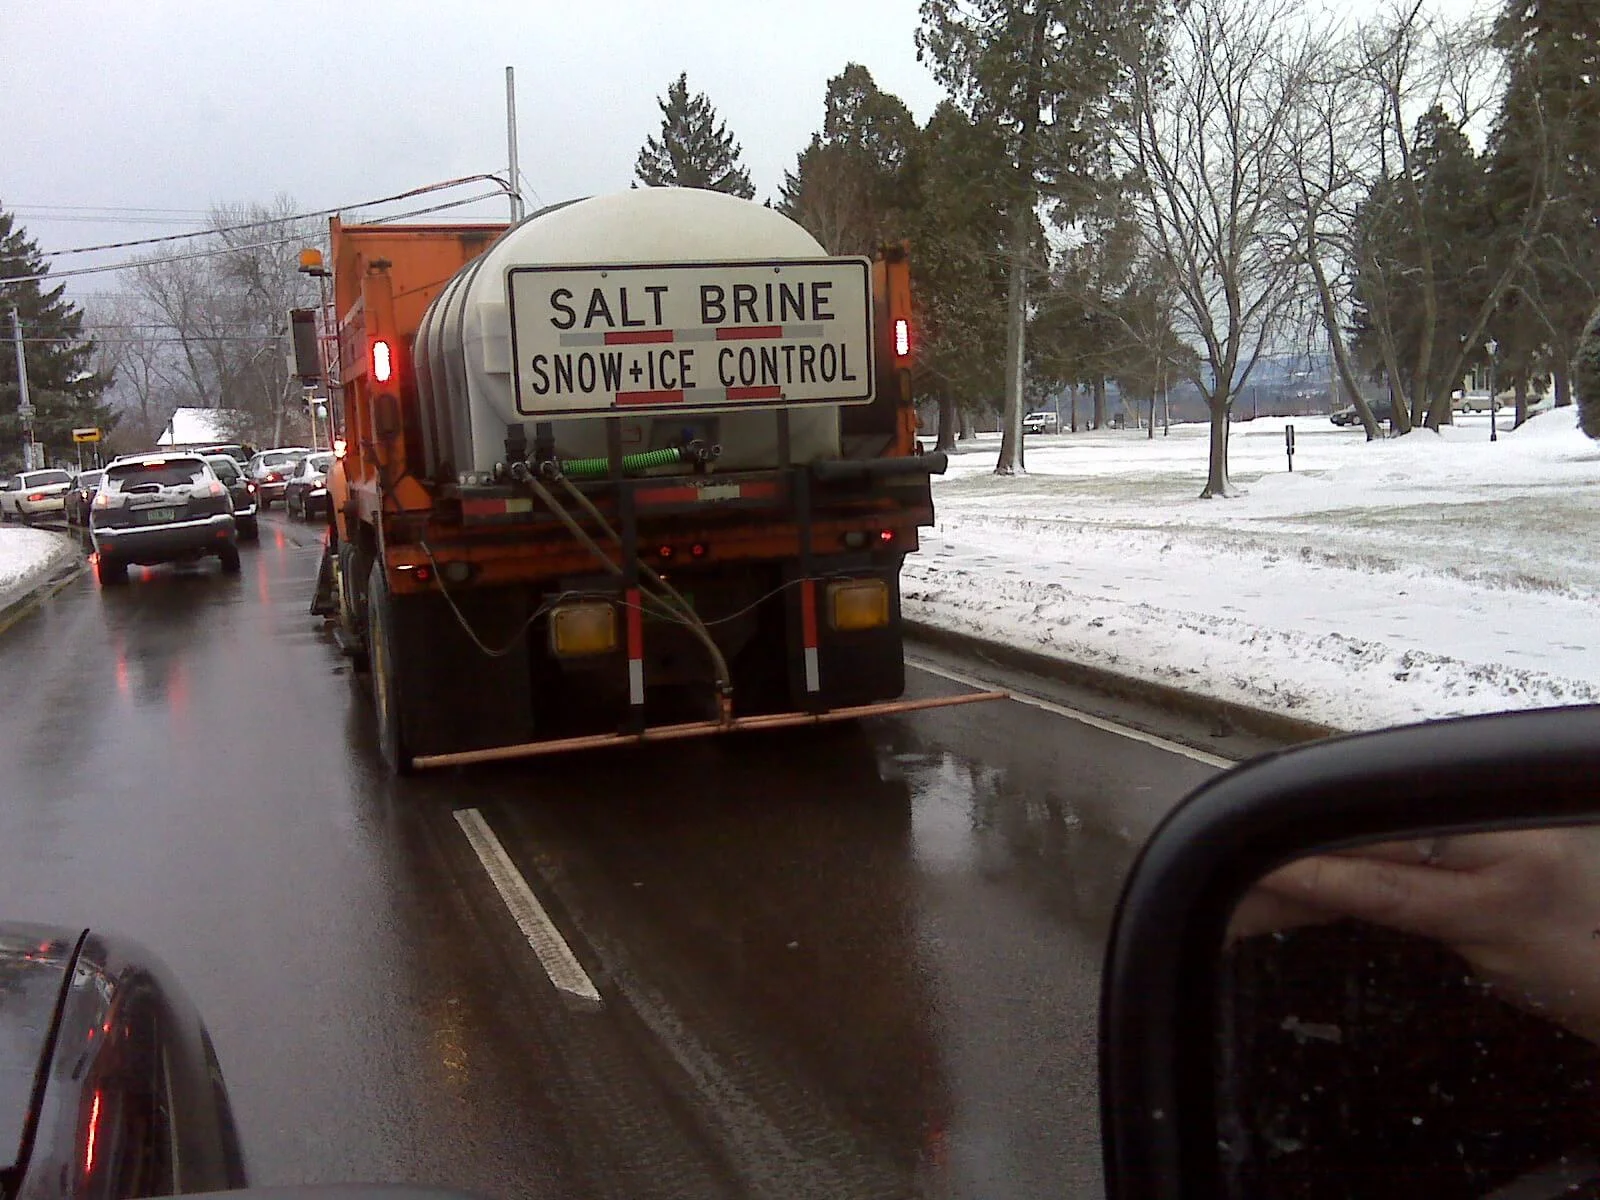 SALT BRINE
SNOW+ICE CONTROL